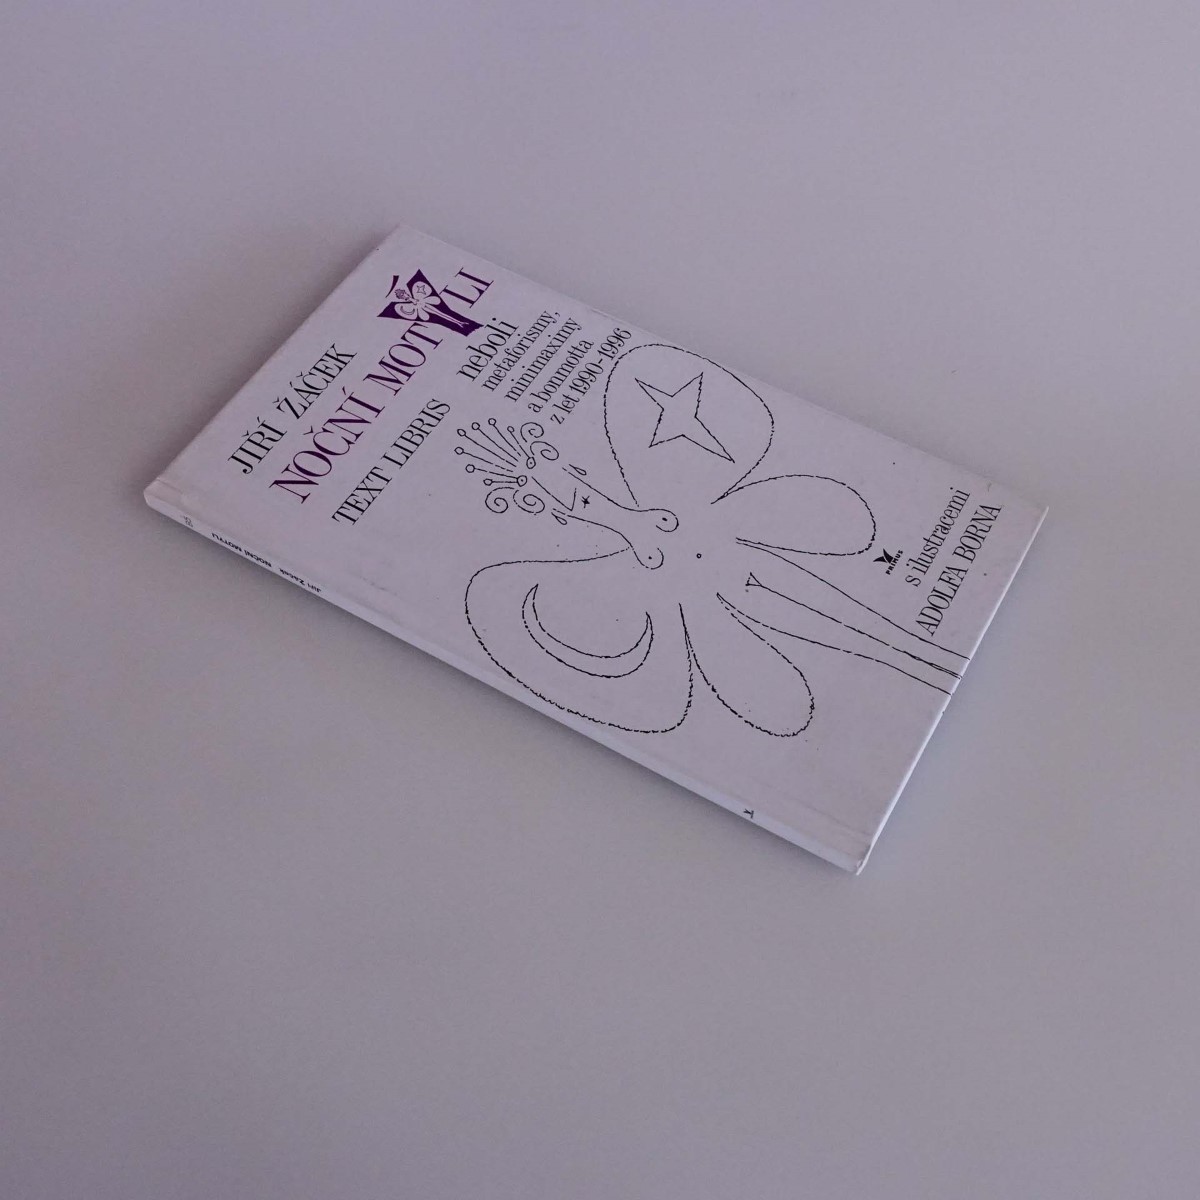 JIŘÍ ŽÁČEK
NOČNÍ MOTÝLI
TEXT LIBRIS
neboli
metaforismy,
minimaximy
a bonmotta
z let 1990-1996
PRIMUS
s ilustracemi
ADOLFA BORNA
Jiří Žáček NOČNÍ MOTÝLI